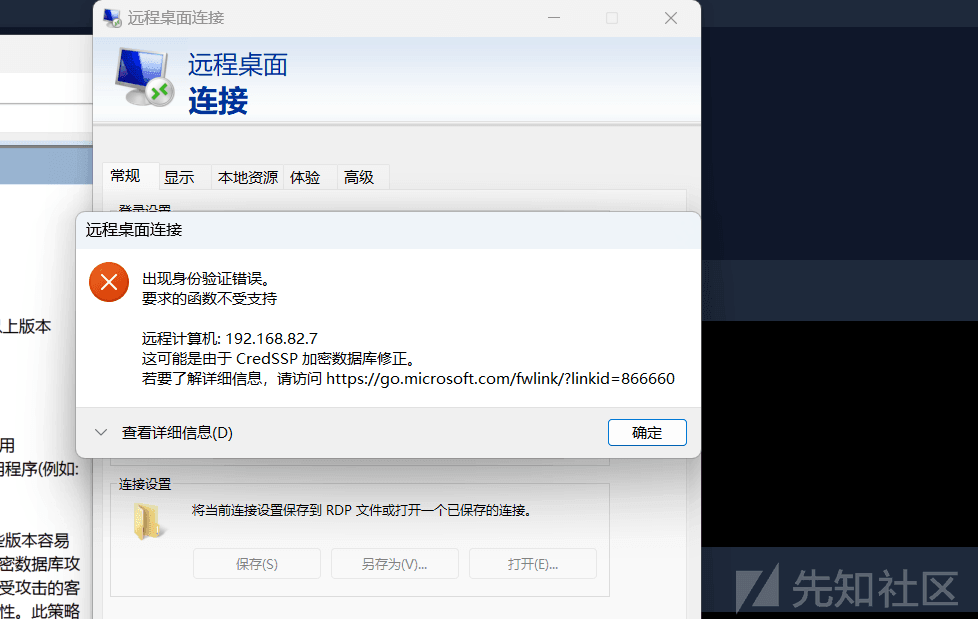 远程桌面连接
远程桌面
连接
常规
显示
本地资源
体验
高级
远程桌面连接
出现身份验证错误。
要求的函数不受支持
远程计算机: 192.168.82.7
这可能是由于 CredSSP 加密数据库修正。
若要了解详细信息，请访问 https://go.microsoft.com/fwlink/?linkid=866660
查看详细信息(D)
确定
连接设置
将当前连接设置保存到 RDP 文件或打开一个已保存的连接。
保存(S)
另存为(V)...
打开(E)...
以上版本
用
用程序(例如:
些版本容易
密数据库攻
受攻击的客
性。此策略
先知社区